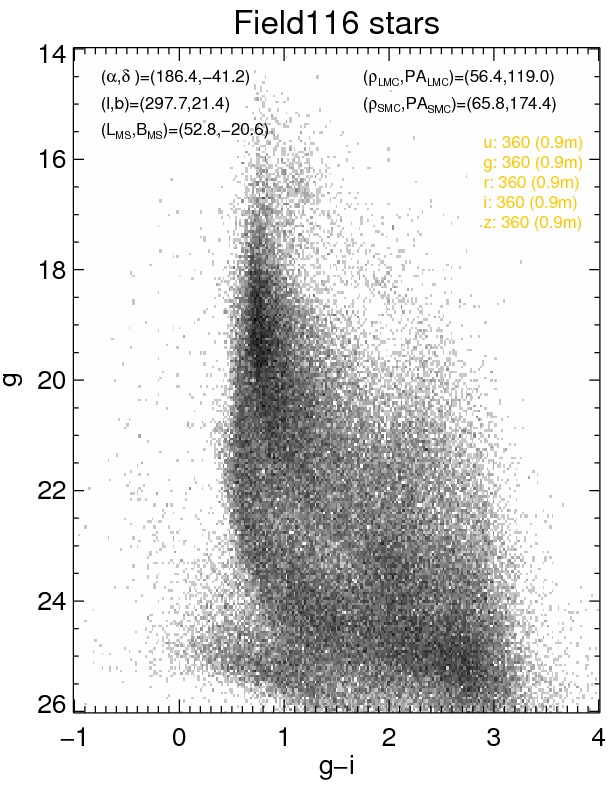 Field116 stars
(α,δ )=(186.4,−41.2)
(l,b)=(297.7,21.4)
(LMS,BMS)=(52.8,−20.6)
(ρLMC,PALMC)=(56.4,119.0)
(ρSMC,PASMC)=(65.8,174.4)
u: 360 (0.9m)
g: 360 (0.9m)
r: 360 (0.9m)
i: 360 (0.9m)
z: 360 (0.9m)
14
16
18
20
22
24
26
g
−1 0 1 2 3 4
g−i